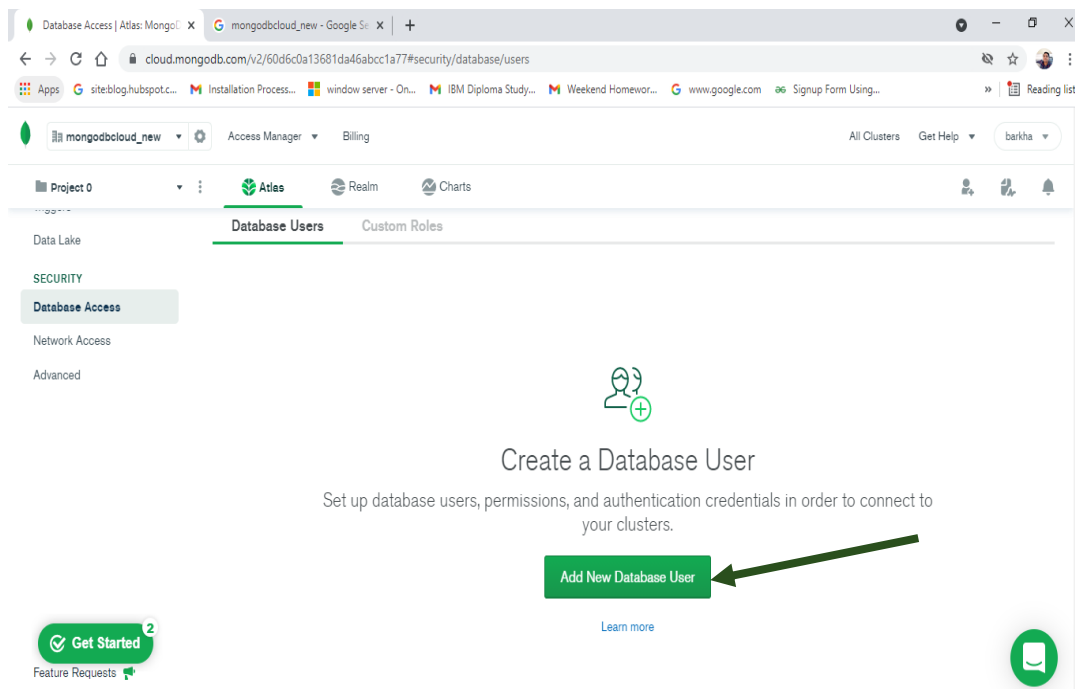 Database Access | Atlas: MongoD
mongodbcloud_new - Google Se
cloud.mongodb.com/v2/60d6c0a13681da46abcc1a77#security/database/users
Apps site:blog.hubspot.c... Installation Process... window server - On... IBM Diploma Study... Weekend Homewor... www.google.com Signup Form Using... » Reading list
mongodbcloud_new Access Manager Billing All Clusters Get Help barkha
Project 0 Atlas Realm Charts
Database Users Custom Roles
Data Lake
SECURITY
Database Access
Network Access
Advanced
Create a Database User
Set up database users, permissions, and authentication credentials in order to connect to
your clusters.
Add New Database User
Learn more
Get Started 2
Feature Requests